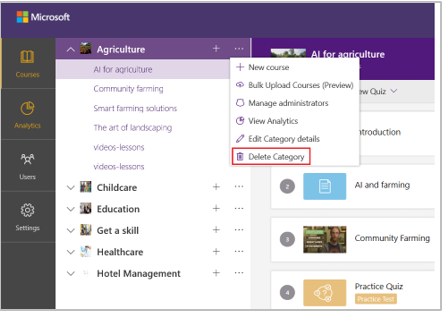 Microsoft
Courses
Analytics
Users
Settings
Agriculture
AI for agriculture
Community farming
Smart farming solutions
The art of landscaping
videos-lessons
videos-lessons
Childcare
Education
Get a skill
Healthcare
Hotel Management
New course
Bulk Upload Courses (Preview)
Manage administrators
View Analytics
Edit Category details
Delete Category
AI for agriculture
Quiz
2
AI and farming
3
Community Farming
4
Practice Quiz
Practice Test